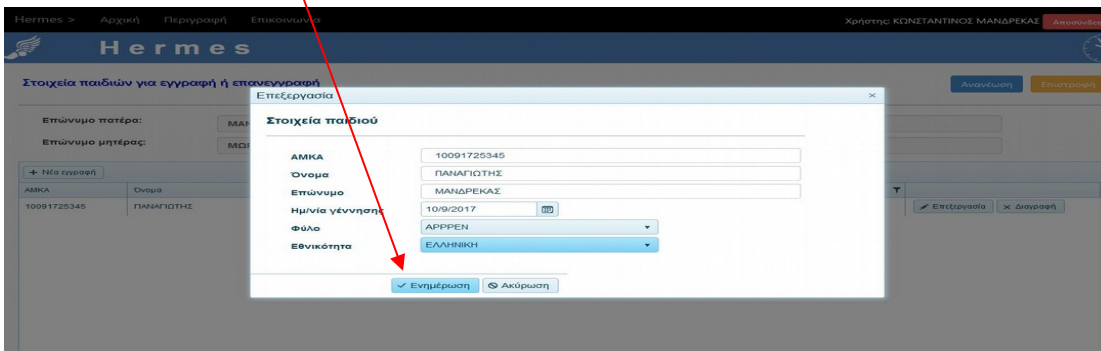 Hermes > Αρχική Περιγραφή Επικοινωνία Χρήστης: ΚΩΝΣΤΑΝΤΙΝΟΣ ΜΑΝΔΡΕΚΑΣ
Hermes
Στοιχεία παιδιών για εγγραφή ή επανεγγραφή Ανανέωση Επιστροφή
Επεξεργασία ×
Στοιχεία παιδιού
Επώνυμο πατέρα:
Επώνυμο μητέρας:
+ Νέα εγγραφή
ΑΜΚΑ Όνομα
10091725345 ΠΑΝΑΓΙΩΤΗΣ Επεξεργασία × Διαγραφή
ΑΜΚΑ 10091725345
Όνομα ΠΑΝΑΓΙΩΤΗΣ
Επώνυμο ΜΑΝΔΡΕΚΑΣ
Ημ/νία γέννησης 10/9/2017
Φύλο ΑΡΡΡΕΝ
Εθνικότητα ΕΛΛΗΝΙΚΗ
Ενημέρωση Ακύρωση